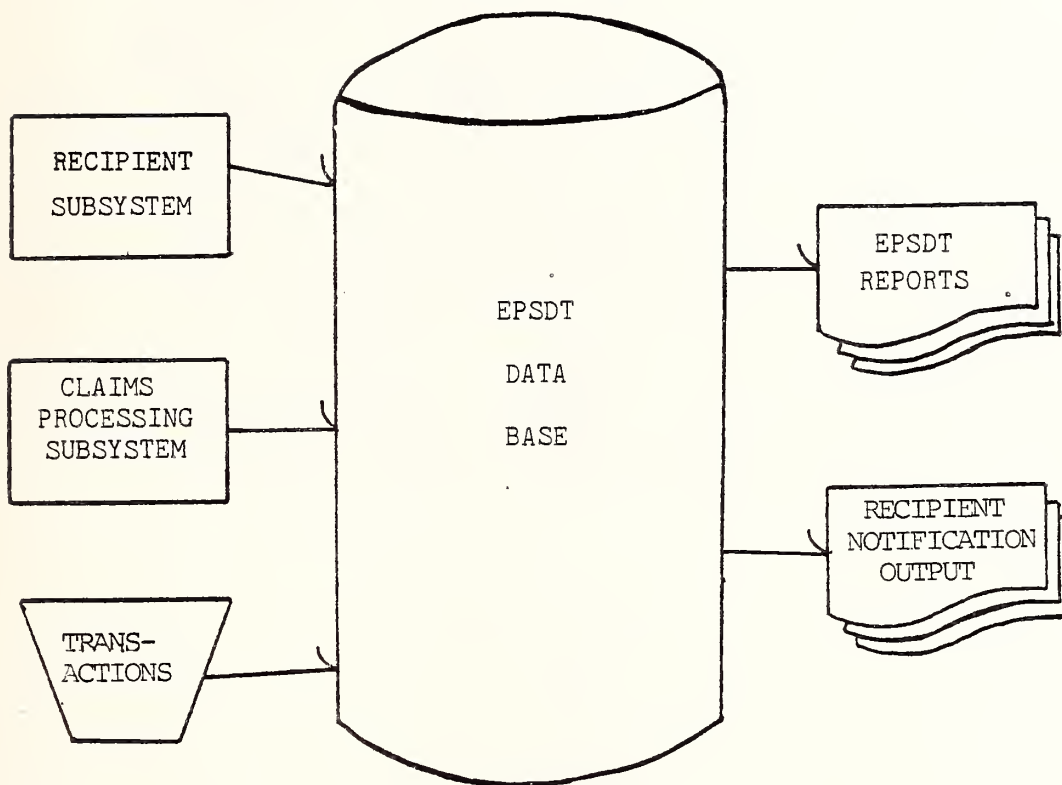 RECIPIENT
SUBSYSTEM
CLAIMS
PROCESSING
SUBSYSTEM
TRANS-
ACTIONS
EPSDT
DATA
BASE
EPSDT
REPORTS
RECIPIENT
NOTIFICATION
OUTPUT